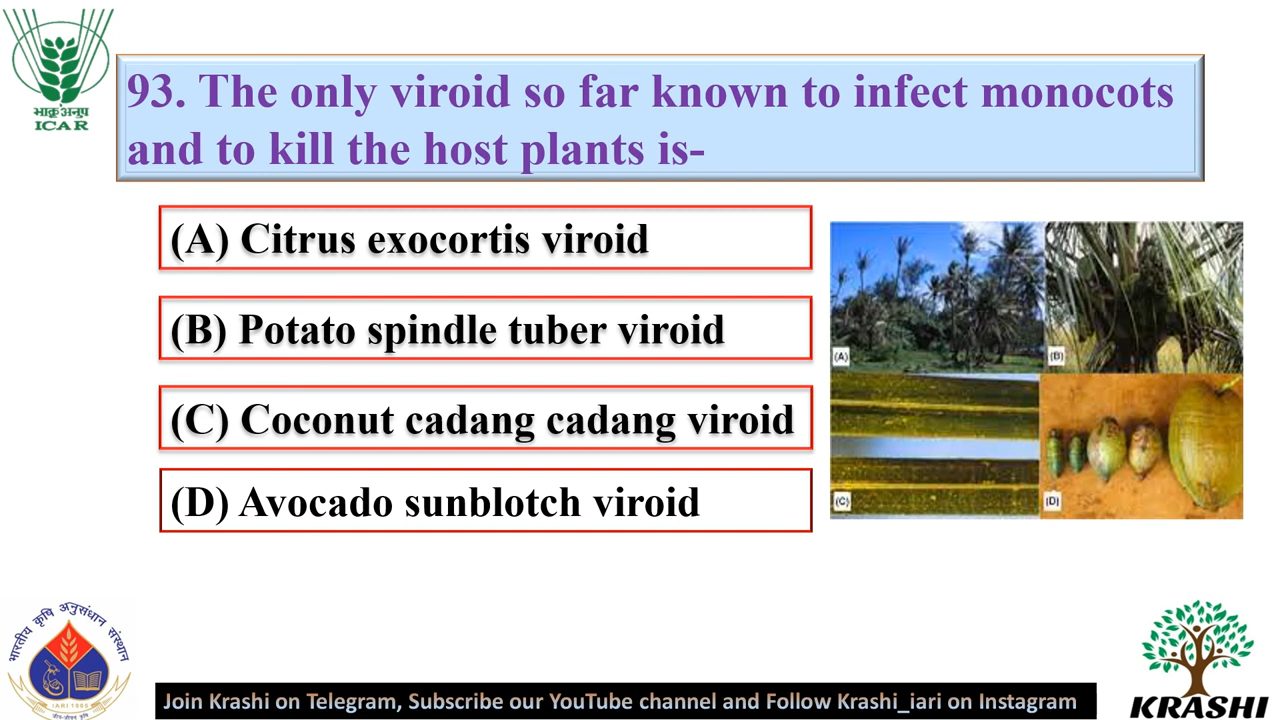 भाकृअनुप
ICAR
93. The only viroid so far known to infect monocots
and to kill the host plants is-
(A) Citrus exocortis viroid
(B) Potato spindle tuber viroid
(C) Coconut cadang cadang viroid
(D) Avocado sunblotch viroid
(A)
(B)
(C)
(D)
भारतीय कृषि अनुसंधान संस्थान
IARI 1905
Join Krashi on Telegram, Subscribe our YouTube channel and Follow Krashi_iari on Instagram
KRASHI